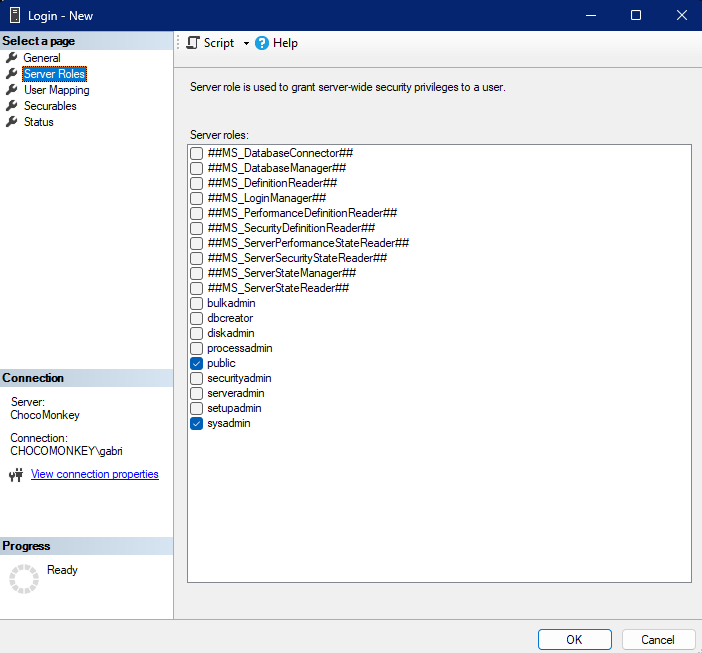 Login - New
Select a page
General
Server Roles
User Mapping
Securables
Status
Script
Help
Server role is used to grant server-wide security privileges to a user.
Server roles:
##MS_DatabaseConnector##
##MS_DatabaseManager##
##MS_DefinitionReader##
##MS_LoginManager##
##MS_PerfomanceDefinitionReader##
##MS_SecurityDefinitionReader##
##MS_ServerPerformanceStateReader##
##MS_ServerSecurityStateReader##
##MS_ServerStateManager##
##MS_ServerStateReader##
bulkadmin
dbcreator
diskadmin
processadmin
public
securityadmin
serveradmin
setupadmin
sysadmin
Connection
Server:
ChocoMonkey
Connection:
CHOCOMONKEY\gabri
View connection properties
Progress
Ready
OK
Cancel